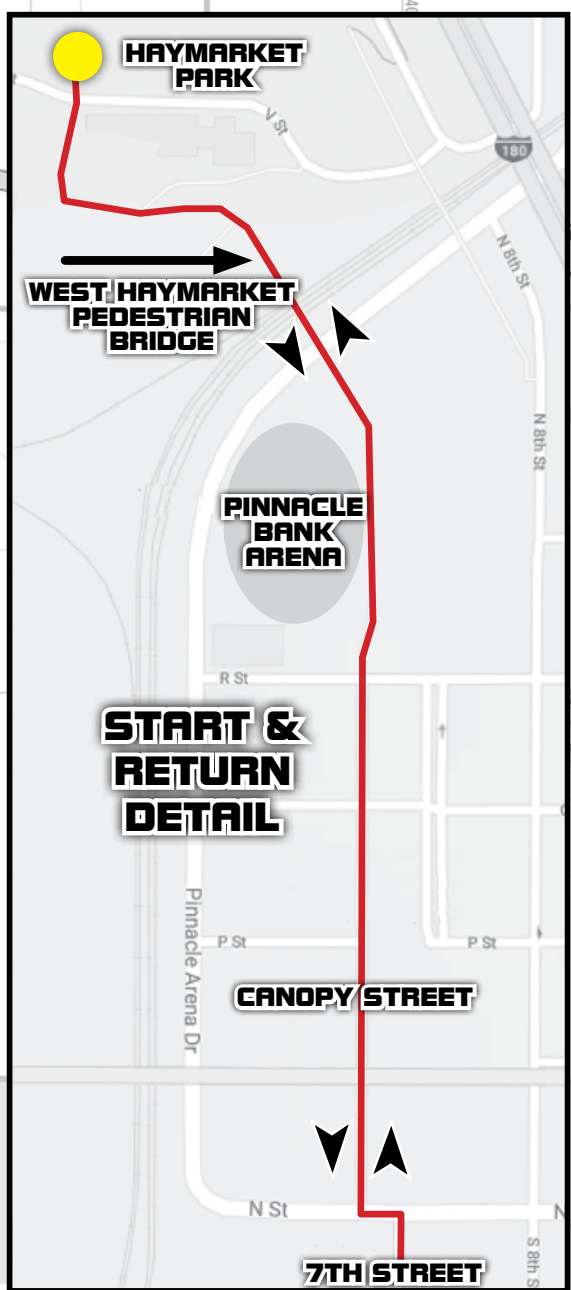 40
HAYMARKET
PARK
V St
180
N 8th St
WEST HAYMARKET
PEDESTRIAN
BRIDGE
N 8th St
PINNACLE
BANK
ARENA
R St
START &
RETURN
DETAIL
Pinnacle Arena Dr
P St
P St
CANOPY STREET
N St
N
S 8th St
7TH STREET